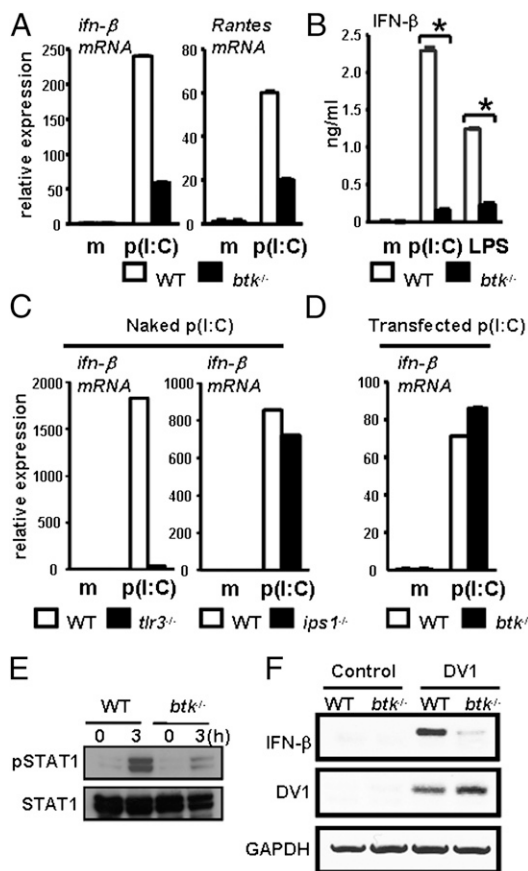 A
ifn-β
mRNA
Rantes
mRNA
relative expression
250
200
150
100
50
0
80
60
40
20
0
m p(I:C)
m p(I:C)
WT btk-/-
B
IFN-β
ng/ml
2.5
2.0
1.5
1.0
0.5
0
*
*
m p(I:C) LPS
WT btk-/-
C
Naked p(I:C)
ifn-β
mRNA
ifn-β
mRNA
relative expression
2000
1500
1000
500
0
1000
800
600
400
200
0
m p(I:C)
m p(I:C)
WT tlr3-/-
WT ips1-/-
D
Transfected p(I:C)
ifn-β
mRNA
100
80
60
40
20
0
m p(I:C)
WT btk-/
E
WT btk-/-
0 3 0 3(h)
pSTAT1
STAT1
F
Control DV1
WT btk-/- WT btk-/-
IFN-β
DV1
GAPDH